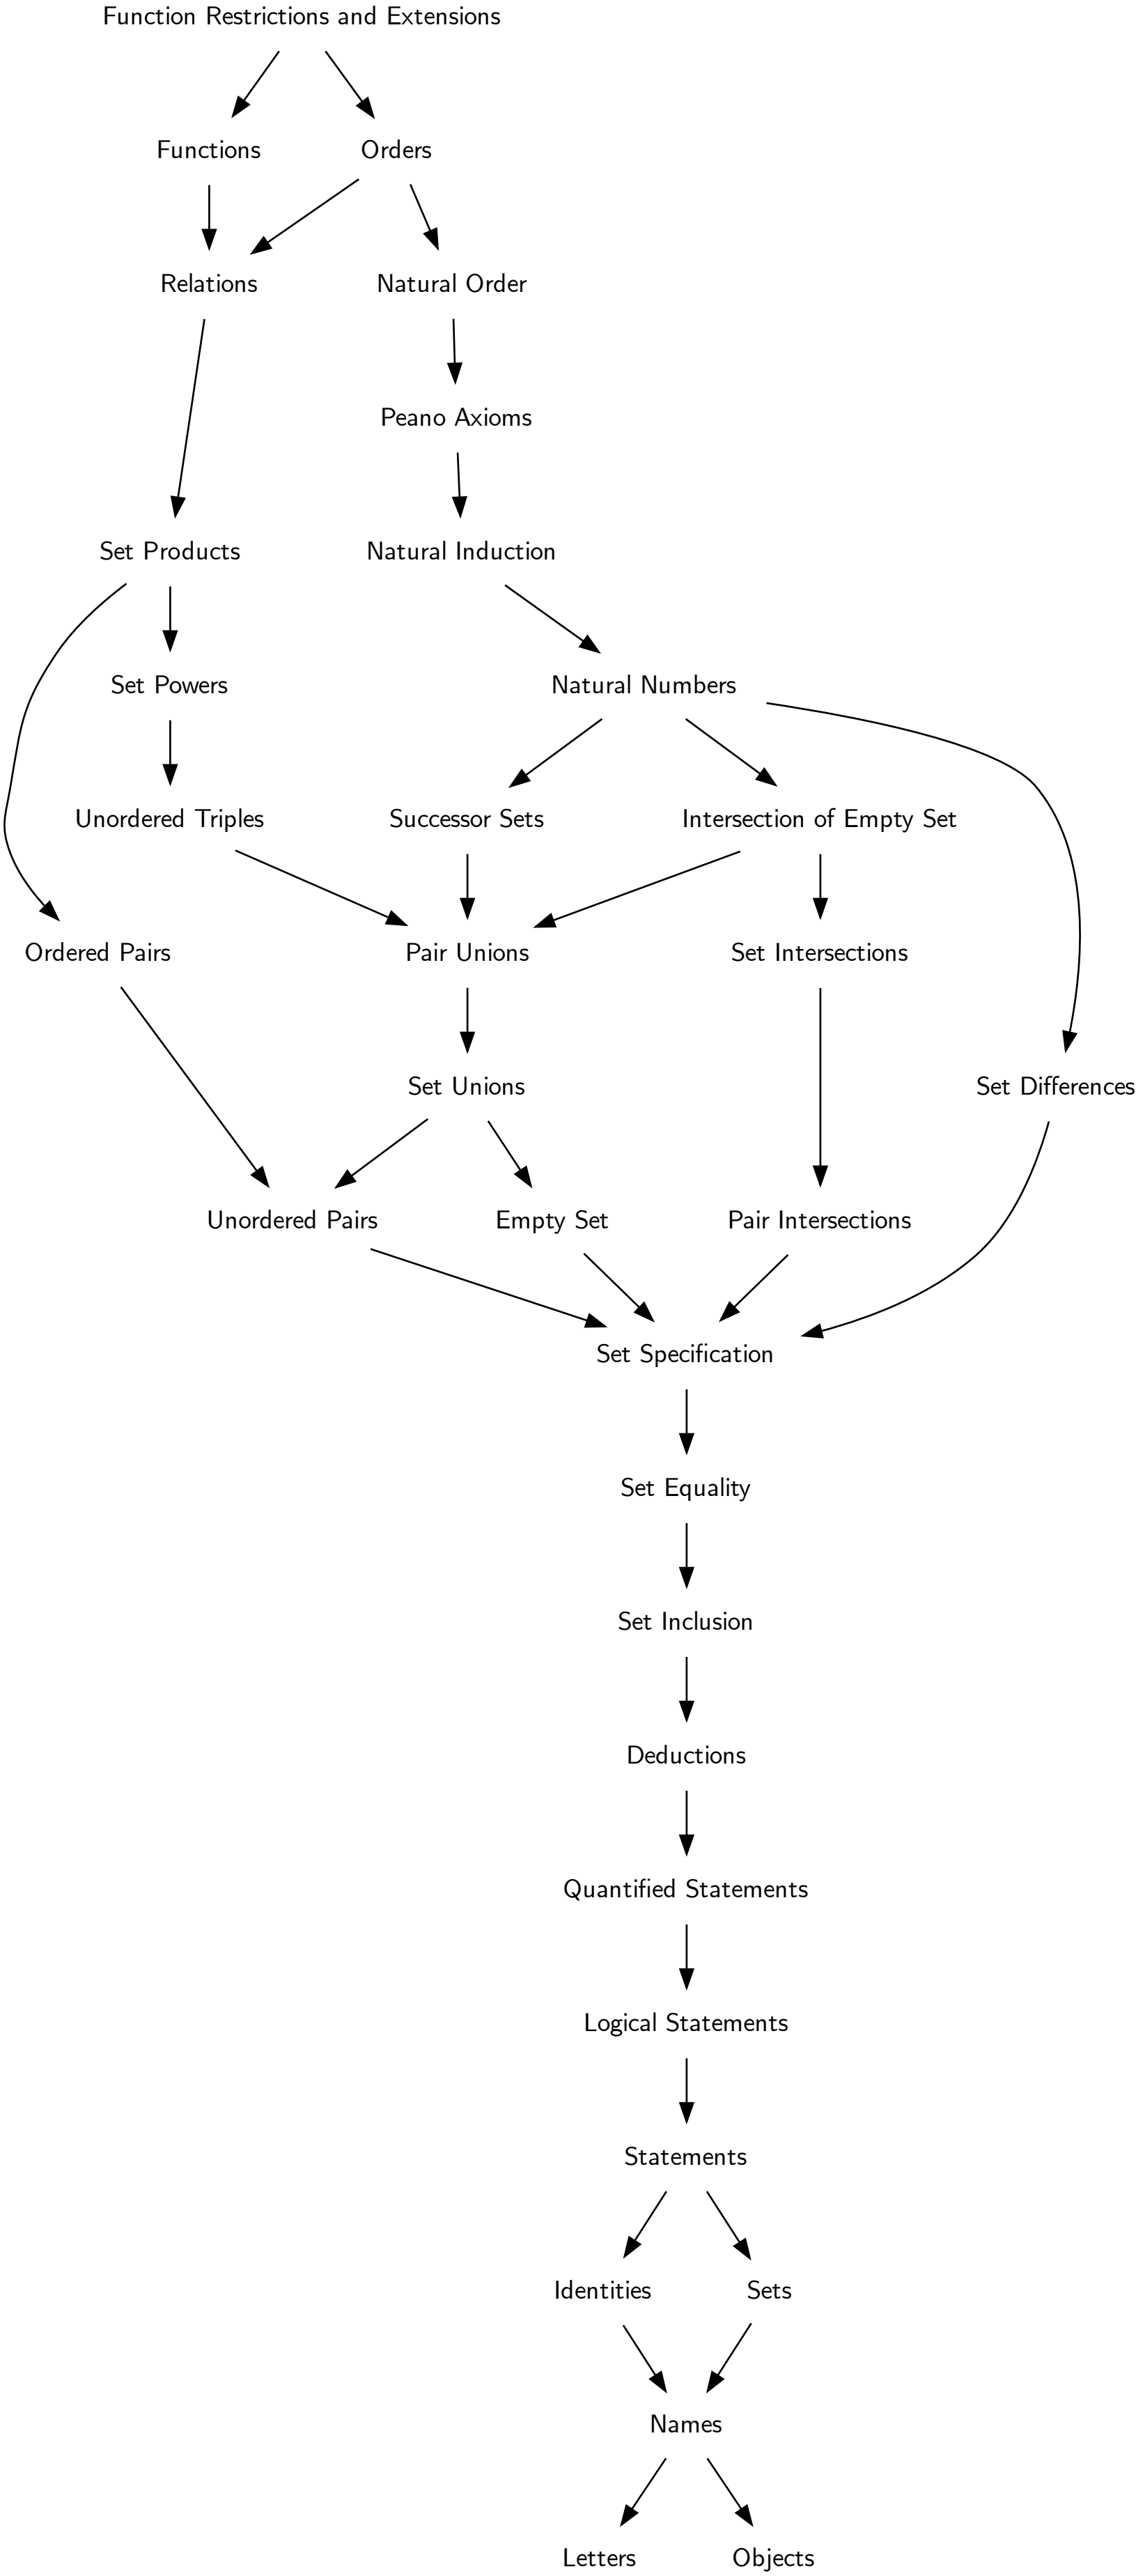 Function Restrictions and Extensions
Functions
Orders
Relations
Natural Order
Peano Axioms
Set Products
Natural Induction
Set Powers
Natural Numbers
Unordered Triples
Successor Sets
Intersection of Empty Set
Ordered Pairs
Pair Unions
Set Intersections
Set Unions
Set Differences
Unordered Pairs
Empty Set
Pair Intersections
Set Specification
Set Equality
Set Inclusion
Deductions
Quantified Statements
Logical Statements
Statements
Identities
Sets
Names
Letters
Objects